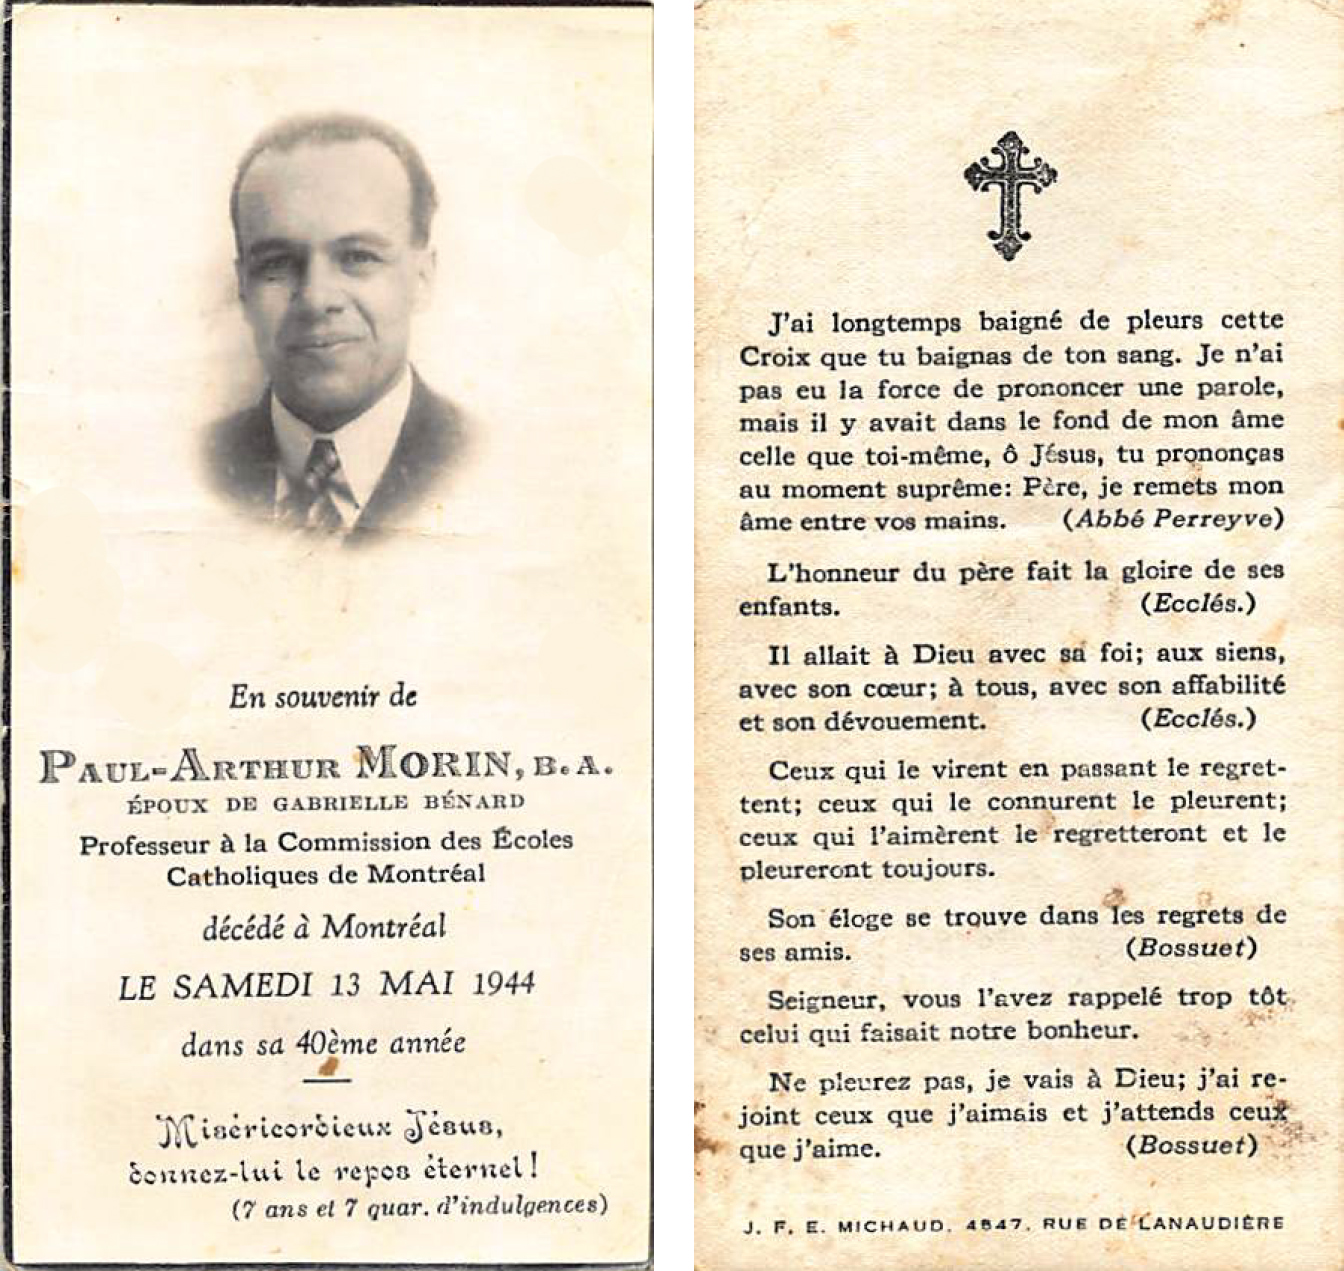 En souvenir de
PAUL-ARTHUR MORIN, B.A.
ÉPOUX DE GABRIELLE BÉNARD
Professeur à la Commission des Écoles
Catholiques de Montréal
décédé à Montréal
LE SAMEDI 13 MAI 1944
dans sa 40ème année
Miséricordieux Jésus,
donnez-lui le repos éternel!
(7 ans et 7 quar. d'indulgences)
J'ai longtemps baigné de pleurs cette
Croix que tu baignas de ton sang. Je n'ai
pas eu la force de prononcer une parole,
mais il y avait dans le fond de mon âme
celle que toi-même, ô Jésus, tu prononças
au moment suprême: Père, je remets mon
âme entre vos mains. (Abbé Perreyve)
L'honneur du père fait la gloire de ses
enfants. (Ecclés.)
Il allait à Dieu avec sa foi; aux siens,
avec son cœur; à tous, avec son affabilité
et son dévouement. (Ecclés.)
Ceux qui le virent en passant le regret-
tent; ceux qui le connurent le pleurent;
ceux qui l'aimèrent le regretteront et le
pleureront toujours.
Son éloge se trouve dans les regrets de
ses amis. (Bossuet)
Seigneur, vous l'avez rappelé trop tôt
celui qui faisait notre bonheur.
Ne pleurez pas, je vais à Dieu; j'ai re-
joint ceux que j'aimais et j'attends ceux
que j'aime. (Bossuet)
J. F. E. MICHAUD, 4847, RUE DE LANAUDIÈRE